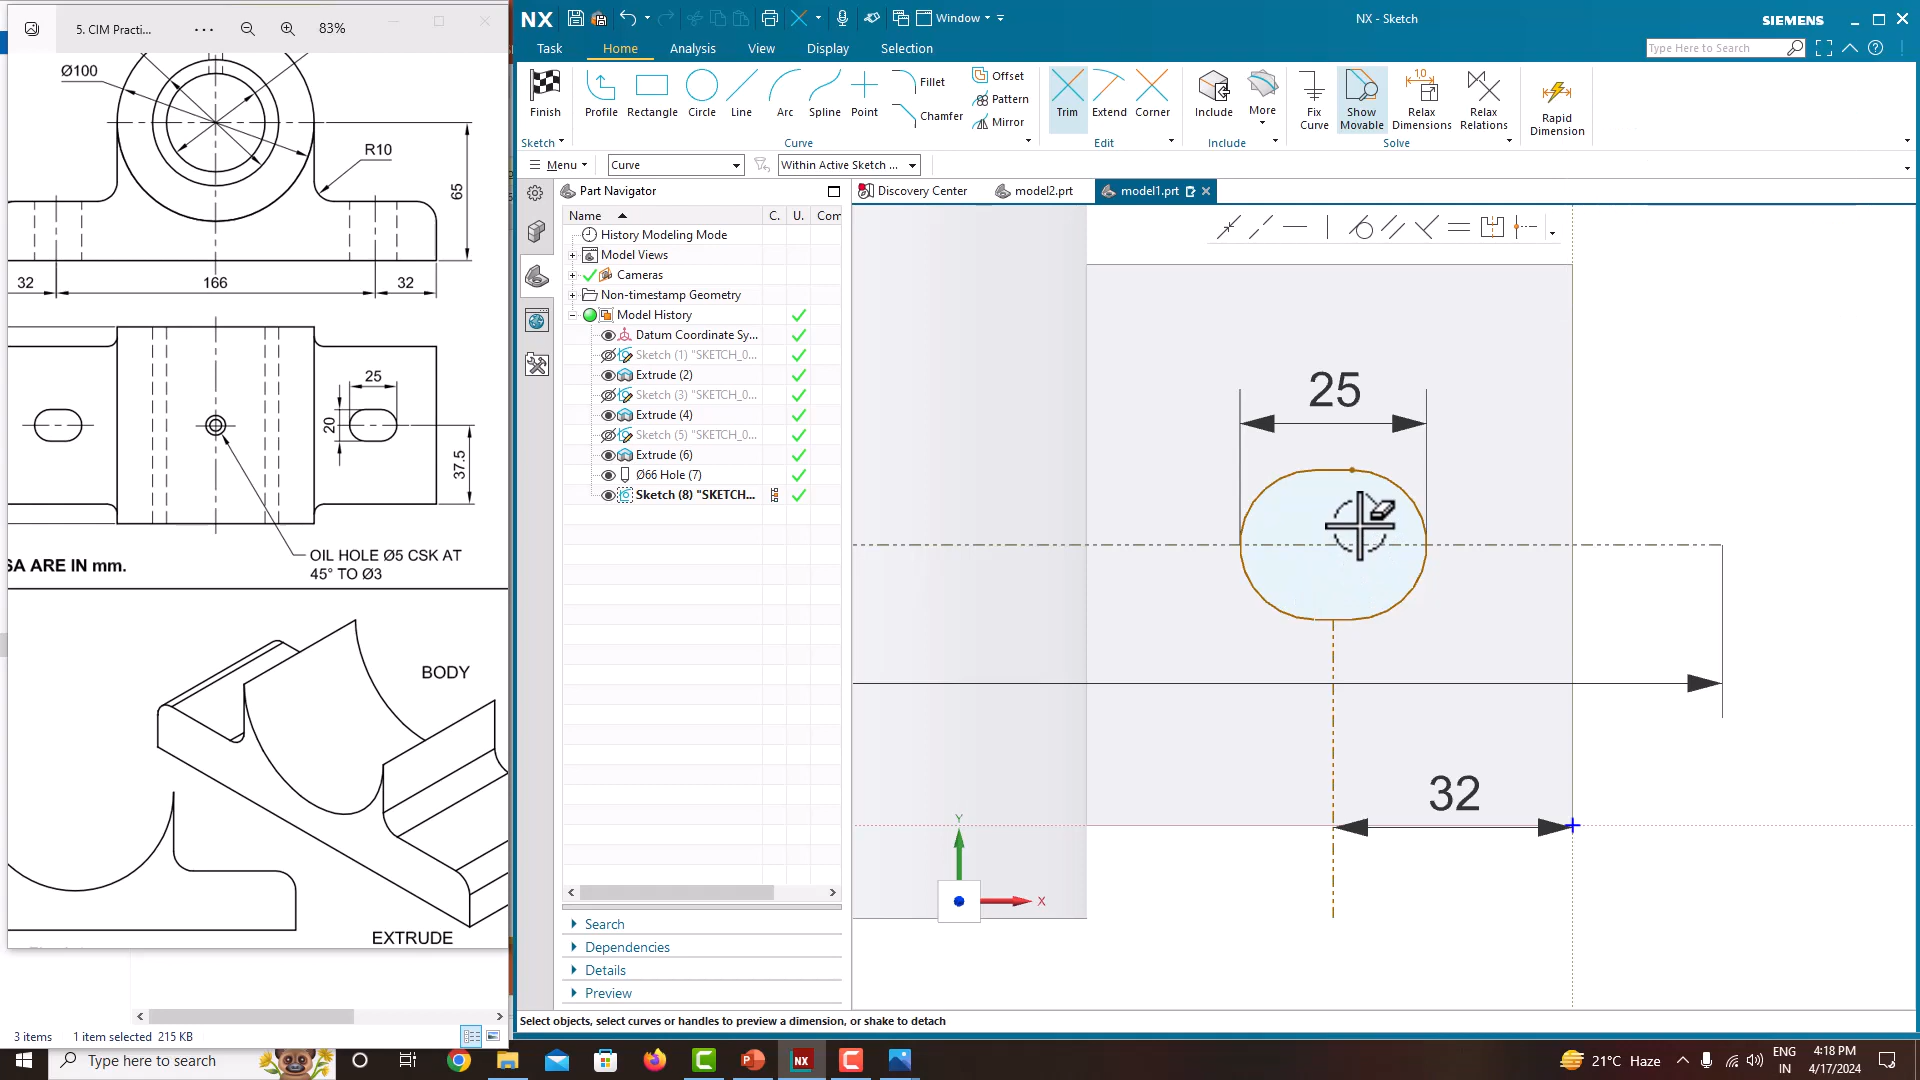 5. CIM Practi...
83%
Ø100
R10
65
32
166
32
25
20
37.5
OIL HOLE Ø5 CSK AT
45° TO Ø3
SA ARE IN mm.
BODY
EXTRUDE
3 items
1 item selected 215 KB
NX
Window
NX - Sketch
SIEMENS
Task
Home
Analysis
View
Display
Selection
Type Here to Search
Finish
Profile
Rectangle
Circle
Line
Arc
Spline
Point
Fillet
Chamfer
Offset
Pattern
Mirror
Trim
Extend
Corner
Include
More
Fix
Curve
Show
Movable
Relax
Dimensions
Relax
Relations
Rapid
Dimension
Sketch
Curve
Edit
Include
Solve
Menu
Curve
Within Active Sketch ...
Part Navigator
Discovery Center
model2.prt
model1.prt
Name
C.
U.
Com
History Modeling Mode
Model Views
Cameras
Non-timestamp Geometry
Model History
Datum Coordinate Sy...
Sketch (1) "SKETCH_0...
Extrude (2)
Sketch (3) "SKETCH_0...
Extrude (4)
Sketch (5) "SKETCH_0...
Extrude (6)
Ø66 Hole (7)
Sketch (8) "SKETCH...
Search
Dependencies
Details
Preview
25
32
Y
X
Select objects, select curves or handles to preview a dimension, or shake to detach
Type here to search
NX
21°C Haze
ENG
IN
4:18 PM
4/17/2024